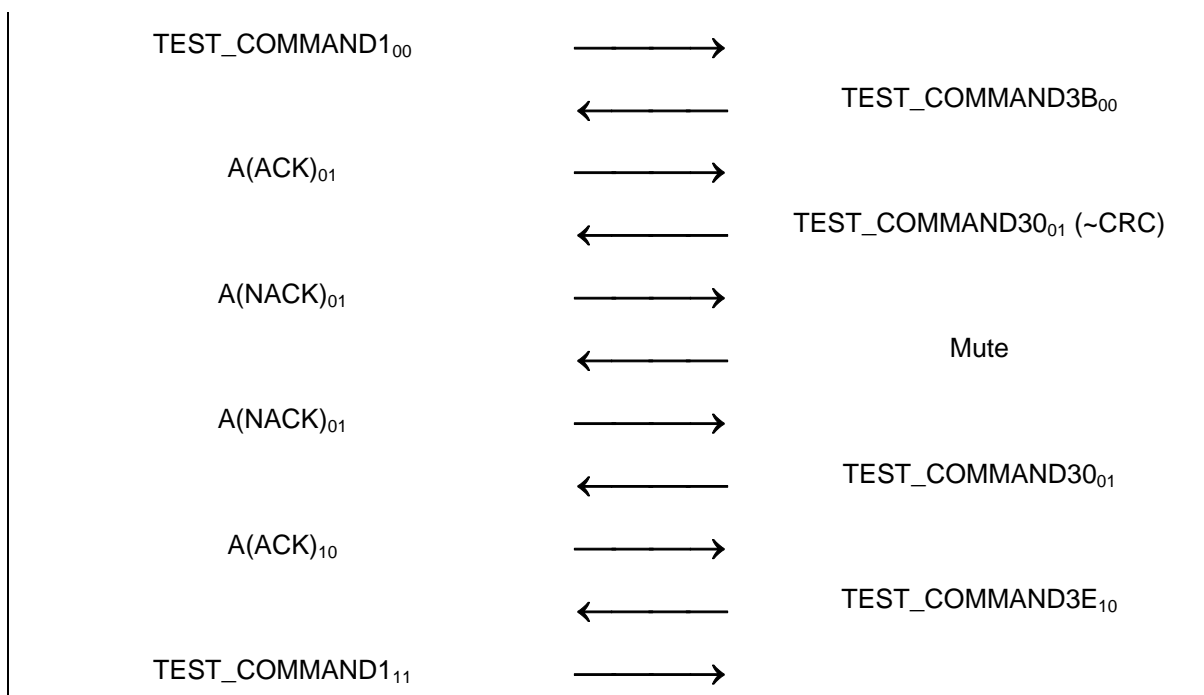 TEST_COMMAND1₀₀
TEST_COMMAND3B₀₀
A(ACK)₀₁
TEST_COMMAND30₀₁ (~CRC)
A(NACK)₀₁
Mute
A(NACK)₀₁
TEST_COMMAND30₀₁
A(ACK)₁₀
TEST_COMMAND3E₁₀
TEST_COMMAND1₁₁